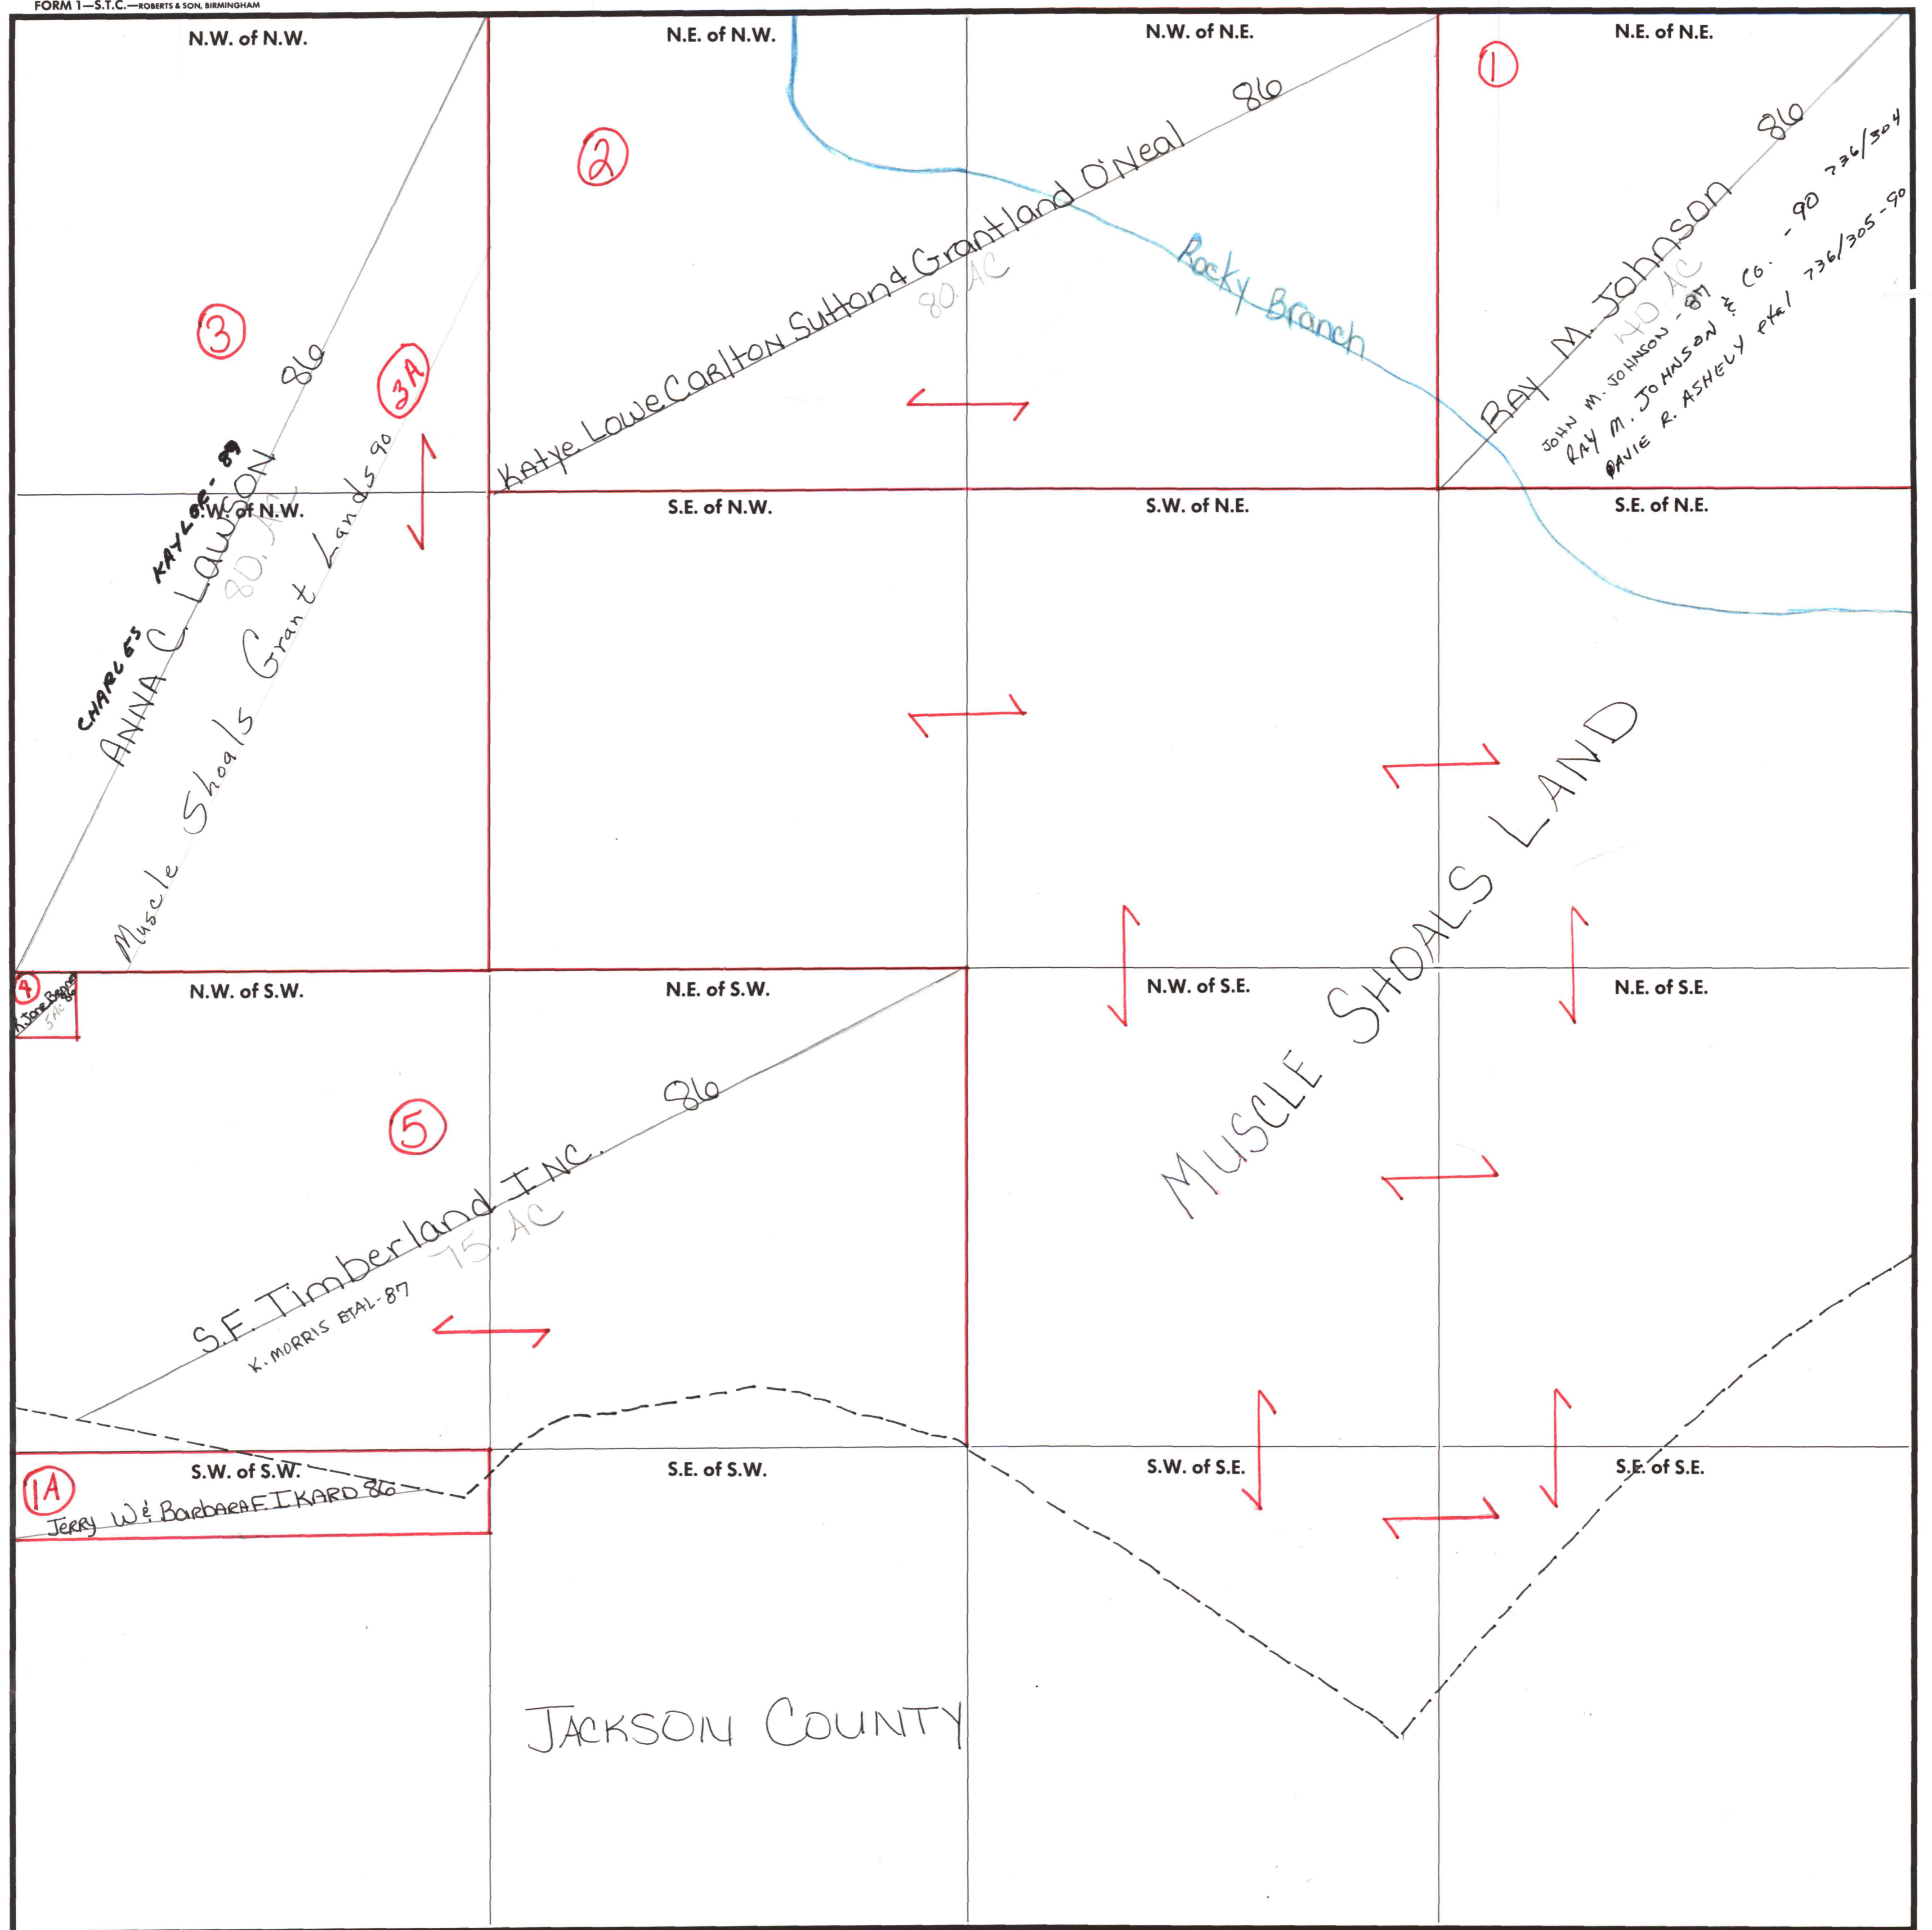 FORM 1—S.T.C.—ROBERTS & SON, BIRMINGHAM
N.W. of N.W.
N.E. of N.W.
N.W. of N.E.
N.E. of N.E.
1
2
86
86
Katye Lowe Carlton Sutton & Grantland O'Neal
80. AC
Rocky Branch
RAY M. Johnson
40 AC
JOHN M. JOHNSON - 87
RAY M. JOHNSON & CO. - 90 736/304
DAVIE R. ASHELY etal 736/305-90
3
86
3A
CHARLES KAYLOE - 89
ANNA C. LAWSON
80. AC
Muscle Shoals Grant Lands 90
S.W. of N.W.
S.E. of N.W.
S.W. of N.E.
S.E. of N.E.
MUSCLE SHOALS LAND
4
5 AC
86
N.W. of S.W.
N.E. of S.W.
N.W. of S.E.
N.E. of S.E.
5
86
S.F. Timberland INC.
75. AC
K. MORRIS ETAL-87
1A
S.W. of S.W.
S.E. of S.W.
S.W. of S.E.
S.E. of S.E.
JERRY W & BARBARA F. IKARD 86
JACKSON COUNTY